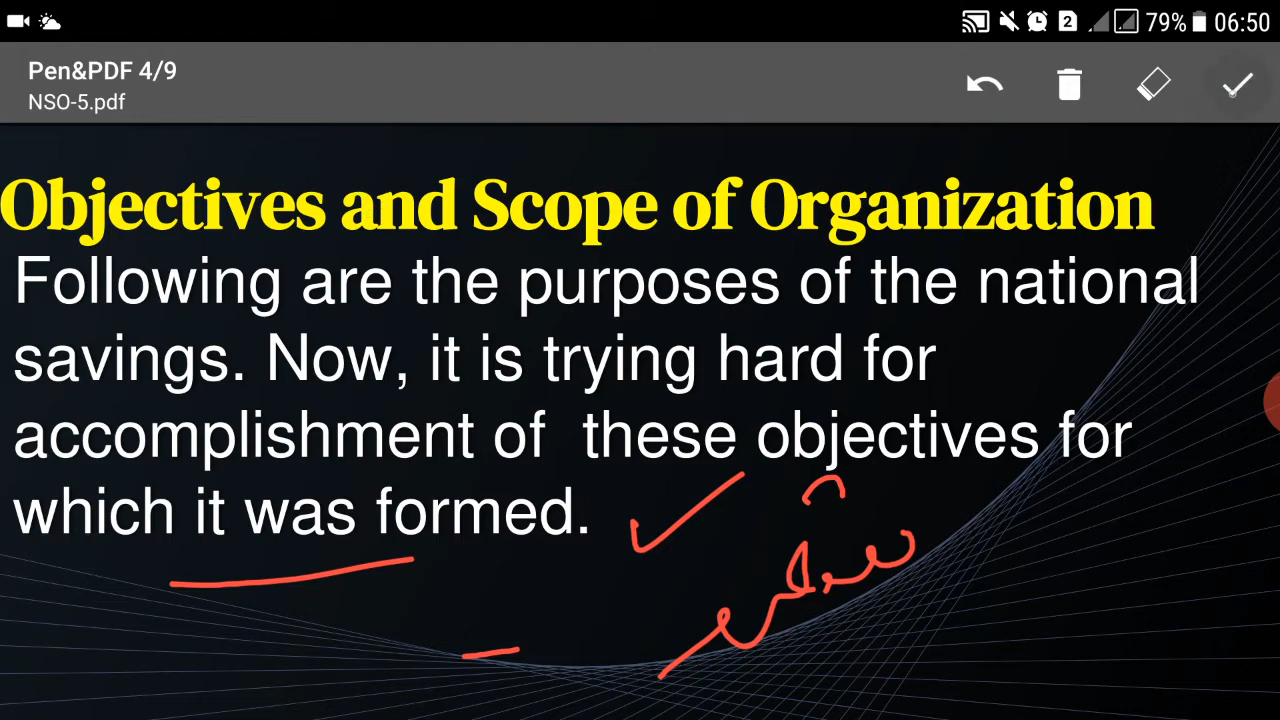 2 79% 06:50
Pen&PDF 4/9
NSO-5.pdf
Objectives and Scope of Organization
Following are the purposes of the national
savings. Now, it is trying hard for
accomplishment of these objectives for
which it was formed.